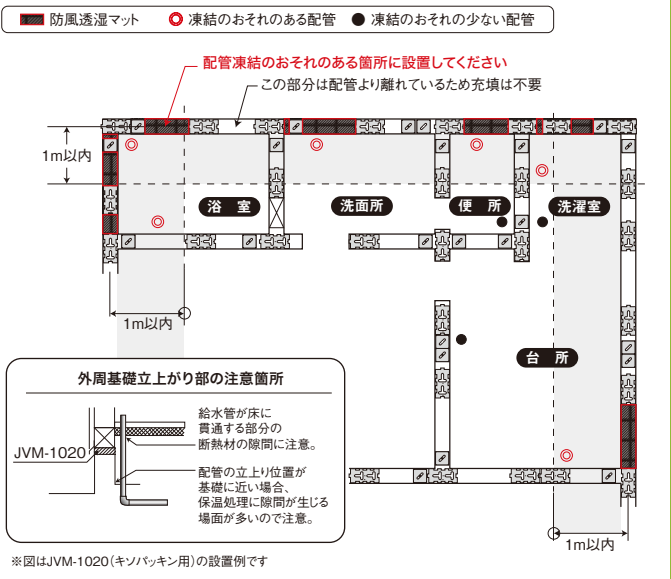 防風透湿マット
凍結のおそれのある配管
凍結のおそれの少ない配管
配管凍結のおそれのある箇所に設置してください
この部分は配管より離れているため充填は不要
1m以内
浴 室
洗面所
便 所
洗濯室
1m以内
台 所
外周基礎立上がり部の注意箇所
給水管が床に
貫通する部分の
断熱材の隙間に注意。
JVM-1020
配管の立上り位置が
基礎に近い場合、
保温処理に隙間が生じる
場面が多いので注意。
1m以内
※図はJVM-1020(キソパッキン用)の設置例です